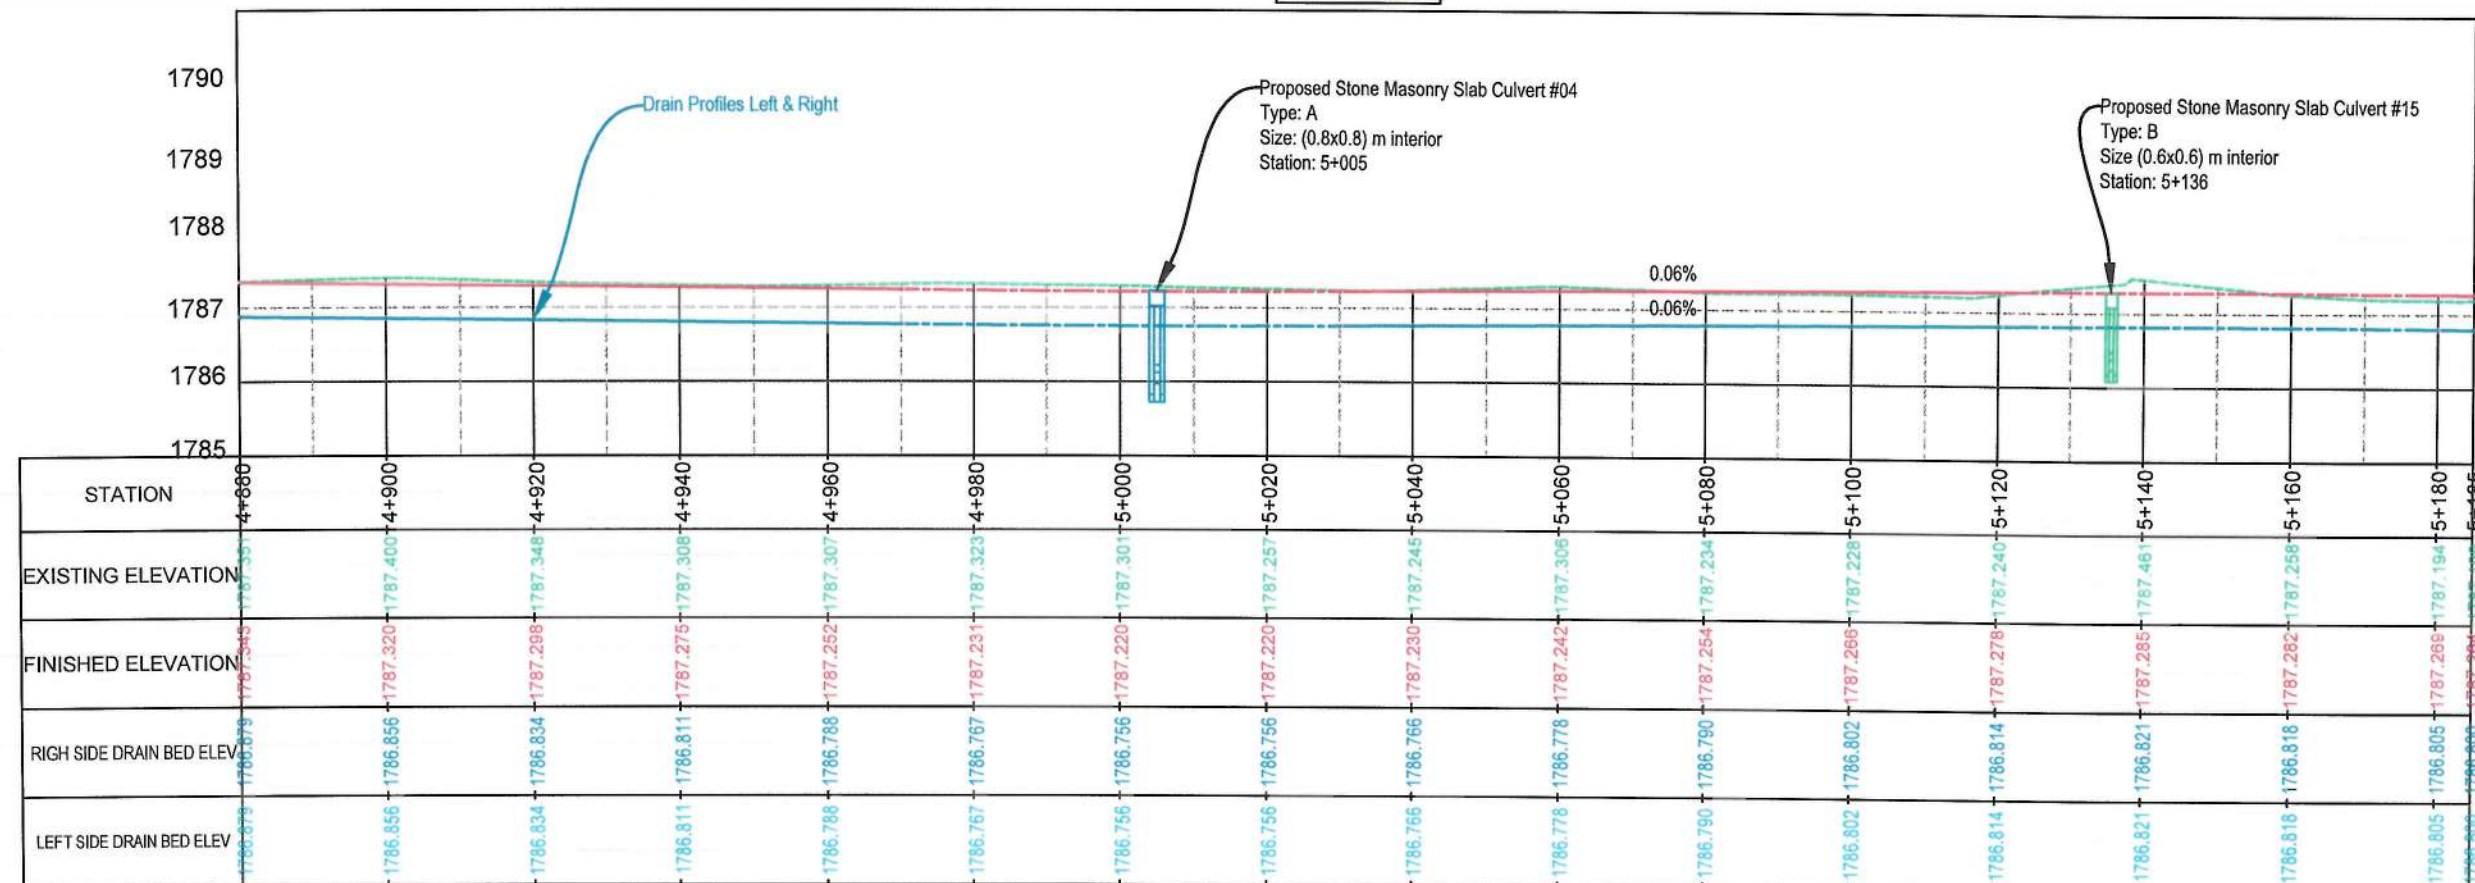 1790
1789
1788
1787
1786
1785
Drain Profiles Left & Right
Proposed Stone Masonry Slab Culvert #04
Type: A
Size: (0.8x0.8) m interior
Station: 5+005
Proposed Stone Masonry Slab Culvert #15
Type: B
Size (0.6x0.6) m interior
Station: 5+136
0.06%
0.06%
STATION 4+880 4+900 4+920 4+940 4+960 4+980 5+000 5+020 5+040 5+060 5+080 5+100 5+120 5+140 5+160 5+180
EXISTING ELEVATION 1787.351 1787.400 1787.348 1787.308 1787.307 1787.323 1787.301 1787.257 1787.245 1787.306 1787.234 1787.228 1787.240 1787.461 1787.258 1787.194
FINISHED ELEVATION 1787.343 1787.320 1787.298 1787.275 1787.252 1787.231 1787.220 1787.220 1787.230 1787.242 1787.254 1787.266 1787.278 1787.285 1787.282 1787.269
RIGH SIDE DRAIN BED ELEV 1786.879 1786.856 1786.834 1786.811 1786.788 1786.767 1786.756 1786.756 1786.766 1786.778 1786.790 1786.802 1786.814 1786.821 1786.818 1786.805
LEFT SIDE DRAIN BED ELEV 1786.879 1786.856 1786.834 1786.811 1786.788 1786.767 1786.756 1786.756 1786.766 1786.778 1786.790 1786.802 1786.814 1786.821 1786.818 1786.805